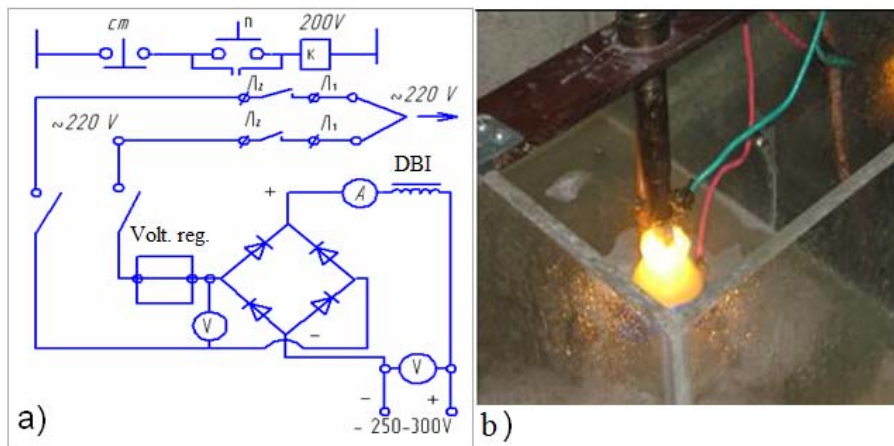 cm n 200V
K
Л₂ Л₁
~220 V ~220 V
Л₂ Л₁
DBI
+ A
Volt. reg.
V
-
V
- +
- 250-300V
a) b)